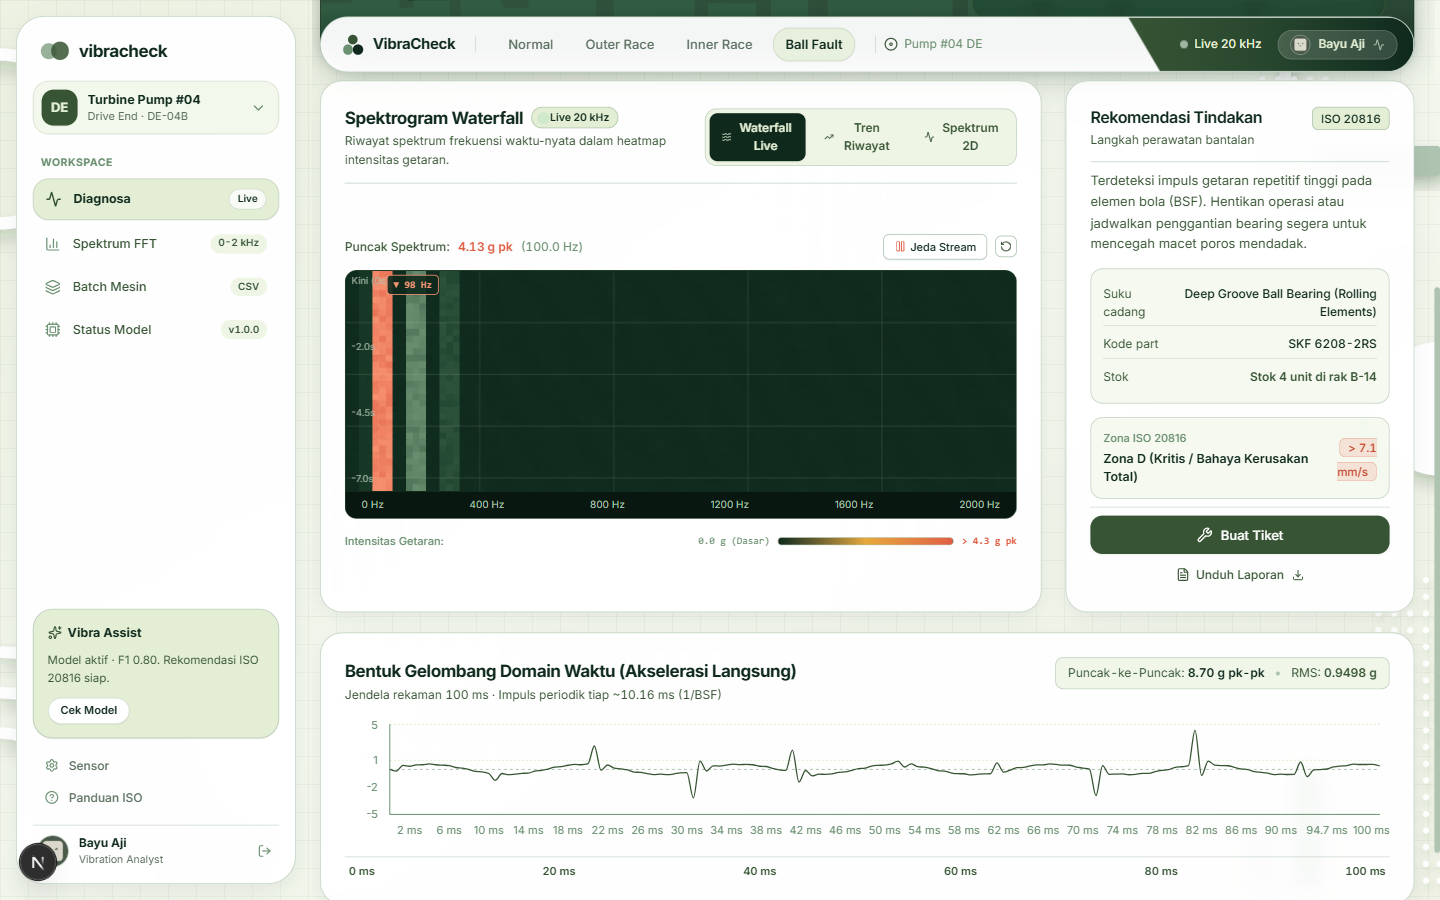 vibracheck
DE
Turbine Pump #04
Drive End · DE-04B
WORKSPACE
Diagnosa
Live
Spektrum FFT
0-2 kHz
Batch Mesin
CSV
Status Model
v1.0.0
Vibra Assist
Model aktif · F1 0.80. Rekomendasi ISO
20816 siap.
Cek Model
Sensor
Panduan ISO
Bayu Aji
Vibration Analyst
N
VibraCheck
Normal
Outer Race
Inner Race
Ball Fault
Pump #04 DE
Live 20 kHz
Bayu Aji
Spektrogram Waterfall
Live 20 kHz
Riwayat spektrum frekuensi waktu-nyata dalam heatmap
intensitas getaran.
Waterfall
Live
Tren
Riwayat
Spektrum
2D
Puncak Spektrum: 4.13 g pk (100.0 Hz)
Jeda Stream
Kini
▼ 98 Hz
-2.0s
-4.5s
-7.0s
0 Hz
400 Hz
800 Hz
1200 Hz
1600 Hz
2000 Hz
Intensitas Getaran:
0.0 g (Dasar)
> 4.3 g pk
Rekomendasi Tindakan
ISO 20816
Langkah perawatan bantalan
Terdeteksi impuls getaran repetitif tinggi pada
elemen bola (BSF). Hentikan operasi atau
jadwalkan penggantian bearing segera untuk
mencegah macet poros mendadak.
Suku
cadang
Deep Groove Ball Bearing (Rolling
Elements)
Kode part
SKF 6208-2RS
Stok
Stok 4 unit di rak B-14
Zona ISO 20816
Zona D (Kritis / Bahaya Kerusakan
Total)
> 7.1
mm/s
Buat Tiket
Unduh Laporan
Bentuk Gelombang Domain Waktu (Akselerasi Langsung)
Jendela rekaman 100 ms · Impuls periodik tiap ~10.16 ms (1/BSF)
Puncak-ke-Puncak: 8.70 g pk-pk • RMS: 0.9498 g
5
1
-2
-5
2 ms 6 ms 10 ms 14 ms 18 ms 22 ms 26 ms 30 ms 34 ms 38 ms 42 ms 46 ms 50 ms 54 ms 58 ms 62 ms 66 ms 70 ms 74 ms 78 ms 82 ms 86 ms 90 ms 94.7 ms 100 ms
0 ms
20 ms
40 ms
60 ms
80 ms
100 ms